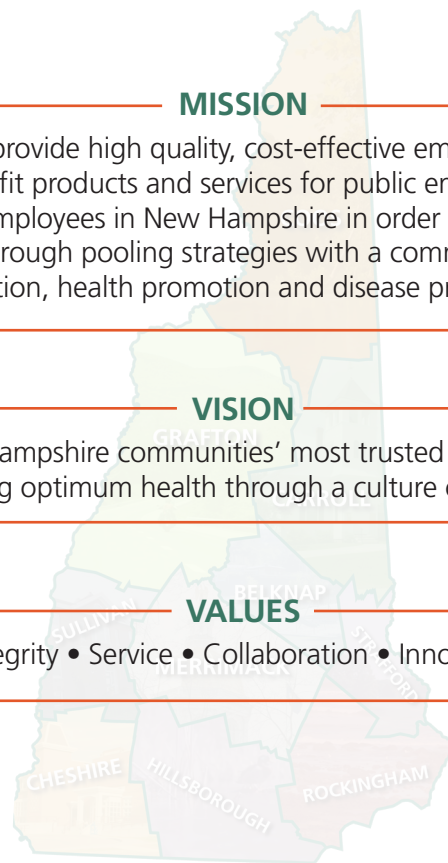 MISSION
provide high quality, cost-effective em
fit products and services for public em
mployees in New Hampshire in order
rough pooling strategies with a comm
tion, health promotion and disease pr
VISION
GRAFTON
ampshire communities’ most trusted
g optimum health through a culture
CARROLL
BELKNAP
VALUES
SULLIVAN
STRAFFORD
egrity • Service • Collaboration • Inno
MERRIMACK
CHESHIRE
HILLSBOROUGH
ROCKINGHAM